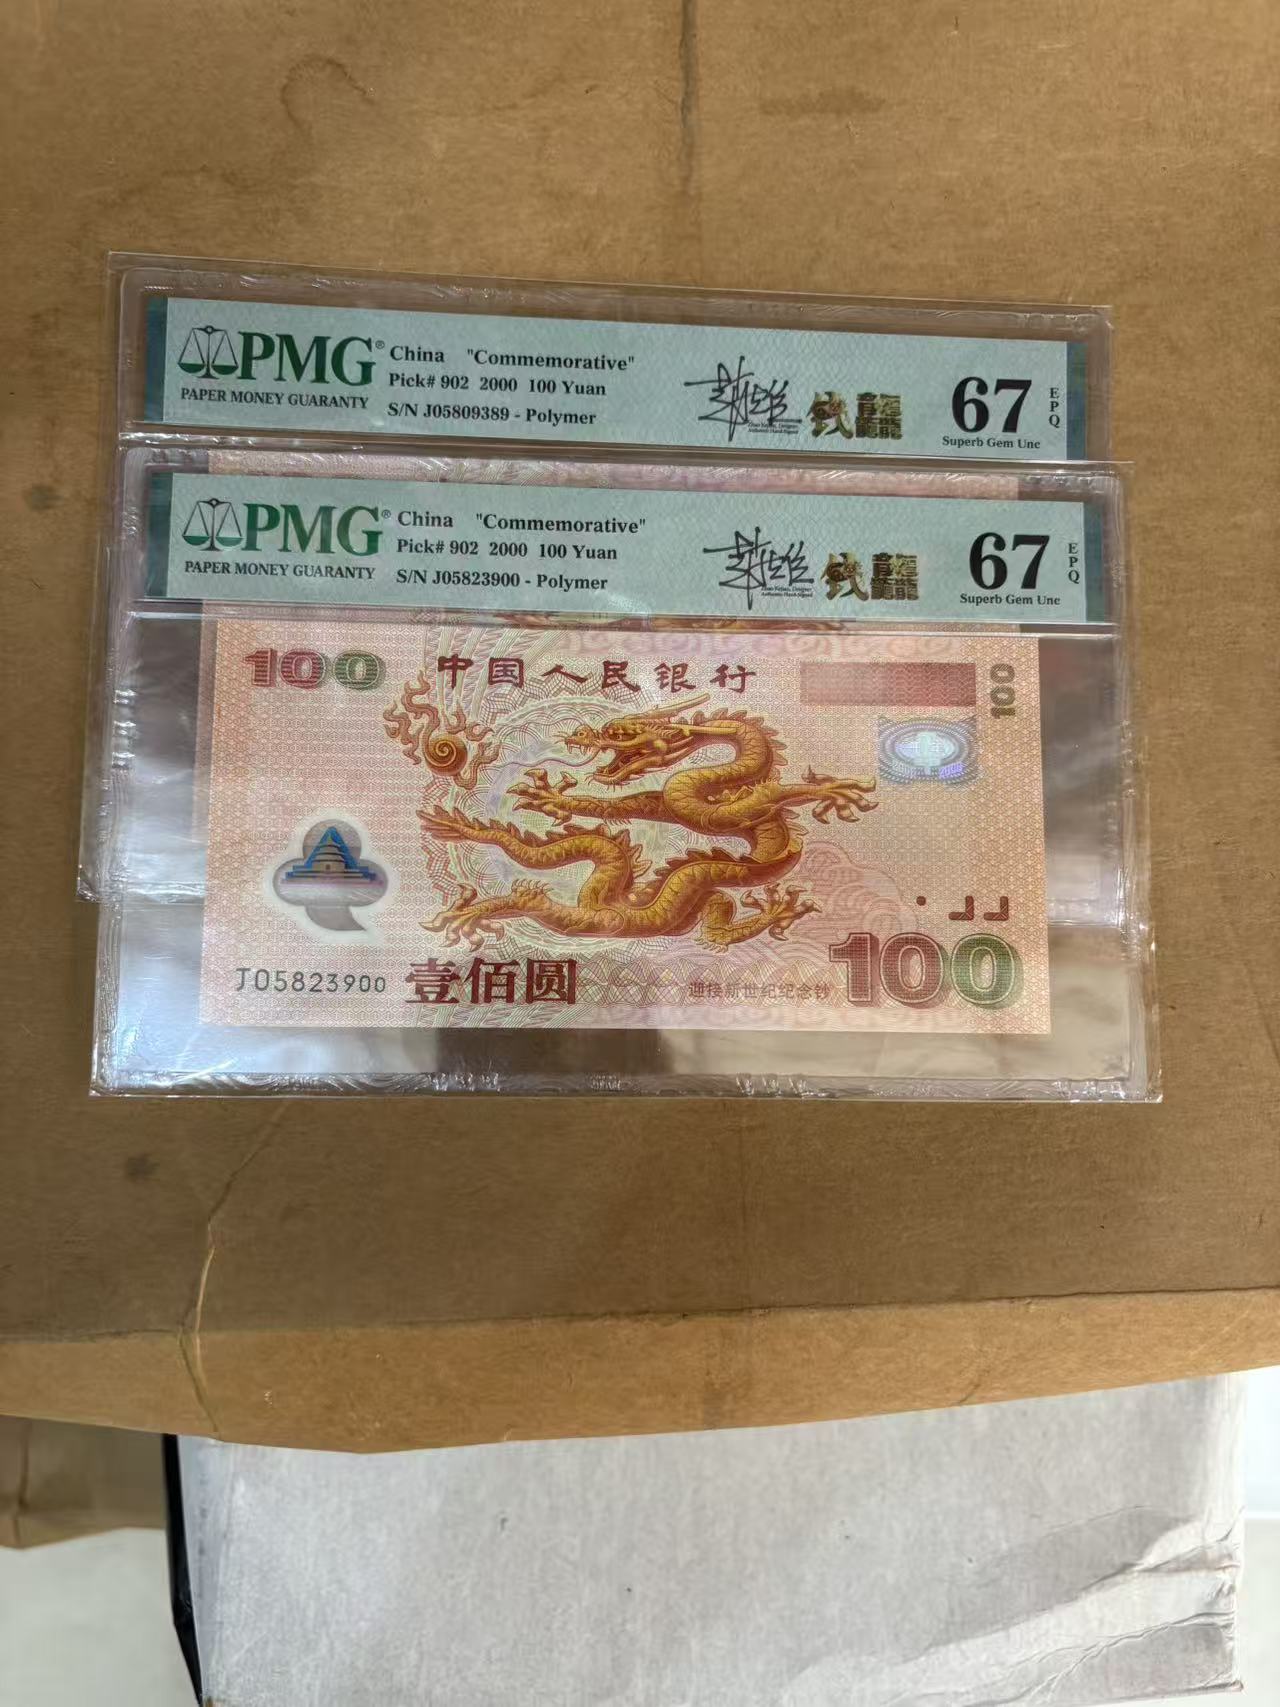 PMG®
PAPER MONEY GUARANTY
China "Commemorative"
Pick# 902 2000 100 Yuan
S/N J05809389 - Polymer
67
EPQ
Superb Gem Unc
PMG®
PAPER MONEY GUARANTY
China "Commemorative"
Pick# 902 2000 100 Yuan
S/N J05823900 - Polymer
67
EPQ
Superb Gem Unc
100
中国人民银行
100
J05823900
壹佰圆
迎接新世纪纪念钞
100